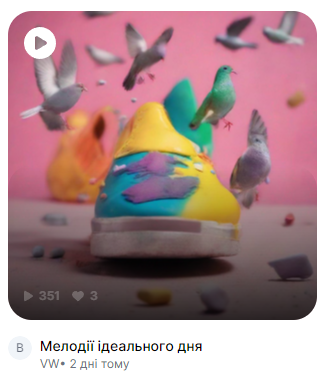 351 3
В
Мелодії ідеального дня
VW• 2 дні тому